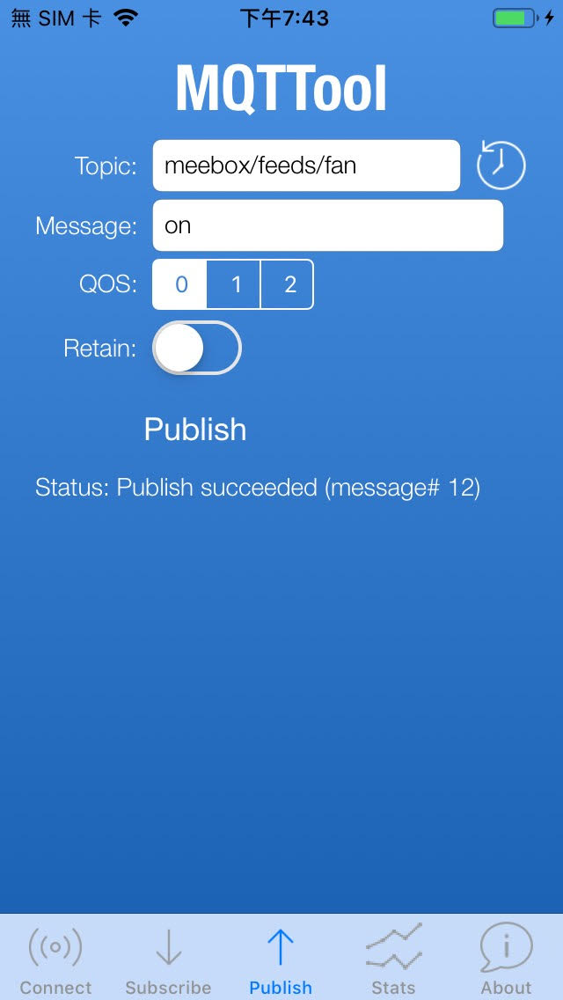 無 SIM 卡 下午7:43
MQTTool
Topic: meebox/feeds/fan
Message: on
QOS: 0 1 2
Retain:
Publish
Status: Publish succeeded (message# 12)
Connect Subscribe Publish Stats About